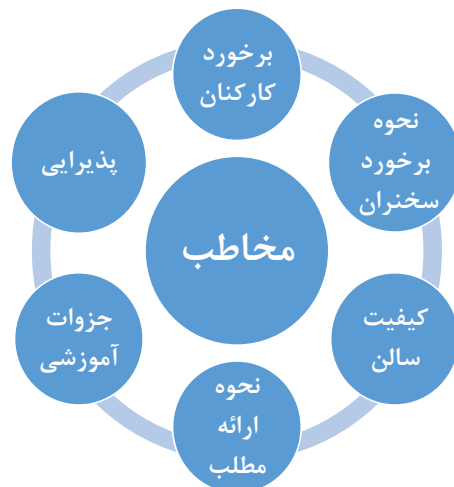 برخورد
کارکنان
نحوه
برخورد
سخنران
کیفیت
سالن
نحوه
ارائه
مطلب
جزوات
آموزشی
پذیرایی
مخاطب